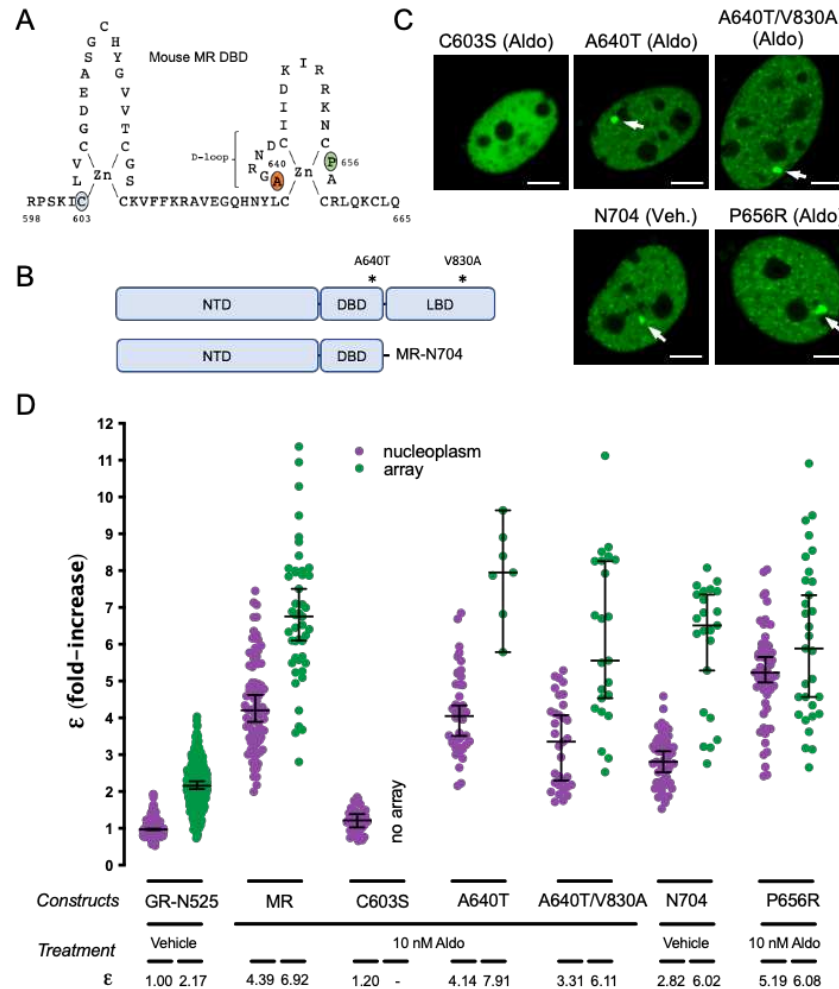 A
Mouse MR DBD
C
S H
G Y
A G
S V
E V
D T
G C
C G
V S
L Zn
I
R
K R
D K
I N
I C
D-loop
D
N 640
R G A
C
Zn
P 656
A
RPSKIC
CKVFFKRAVEGQHNYLC
CRLQKCLQ
598
603
665
B
A640T
V830A
*
*
NTD
DBD
LBD
NTD
DBD
MR-N704
C
C603S (Aldo)
A640T (Aldo)
A640T/V830A
(Aldo)
N704 (Veh.)
P656R (Aldo)
D
ε (fold-increase)
12
11
10
9
8
7
6
5
4
3
2
1
0
nucleoplasm
array
no array
Constructs GR-N525 MR C603S A640T A640T/V830A N704 P656R
Treatment Vehicle 10 nM Aldo Vehicle 10 nM Aldo
ε 1.00 2.17 4.39 6.92 1.20 - 4.14 7.91 3.31 6.11 2.82 6.02 5.19 6.08